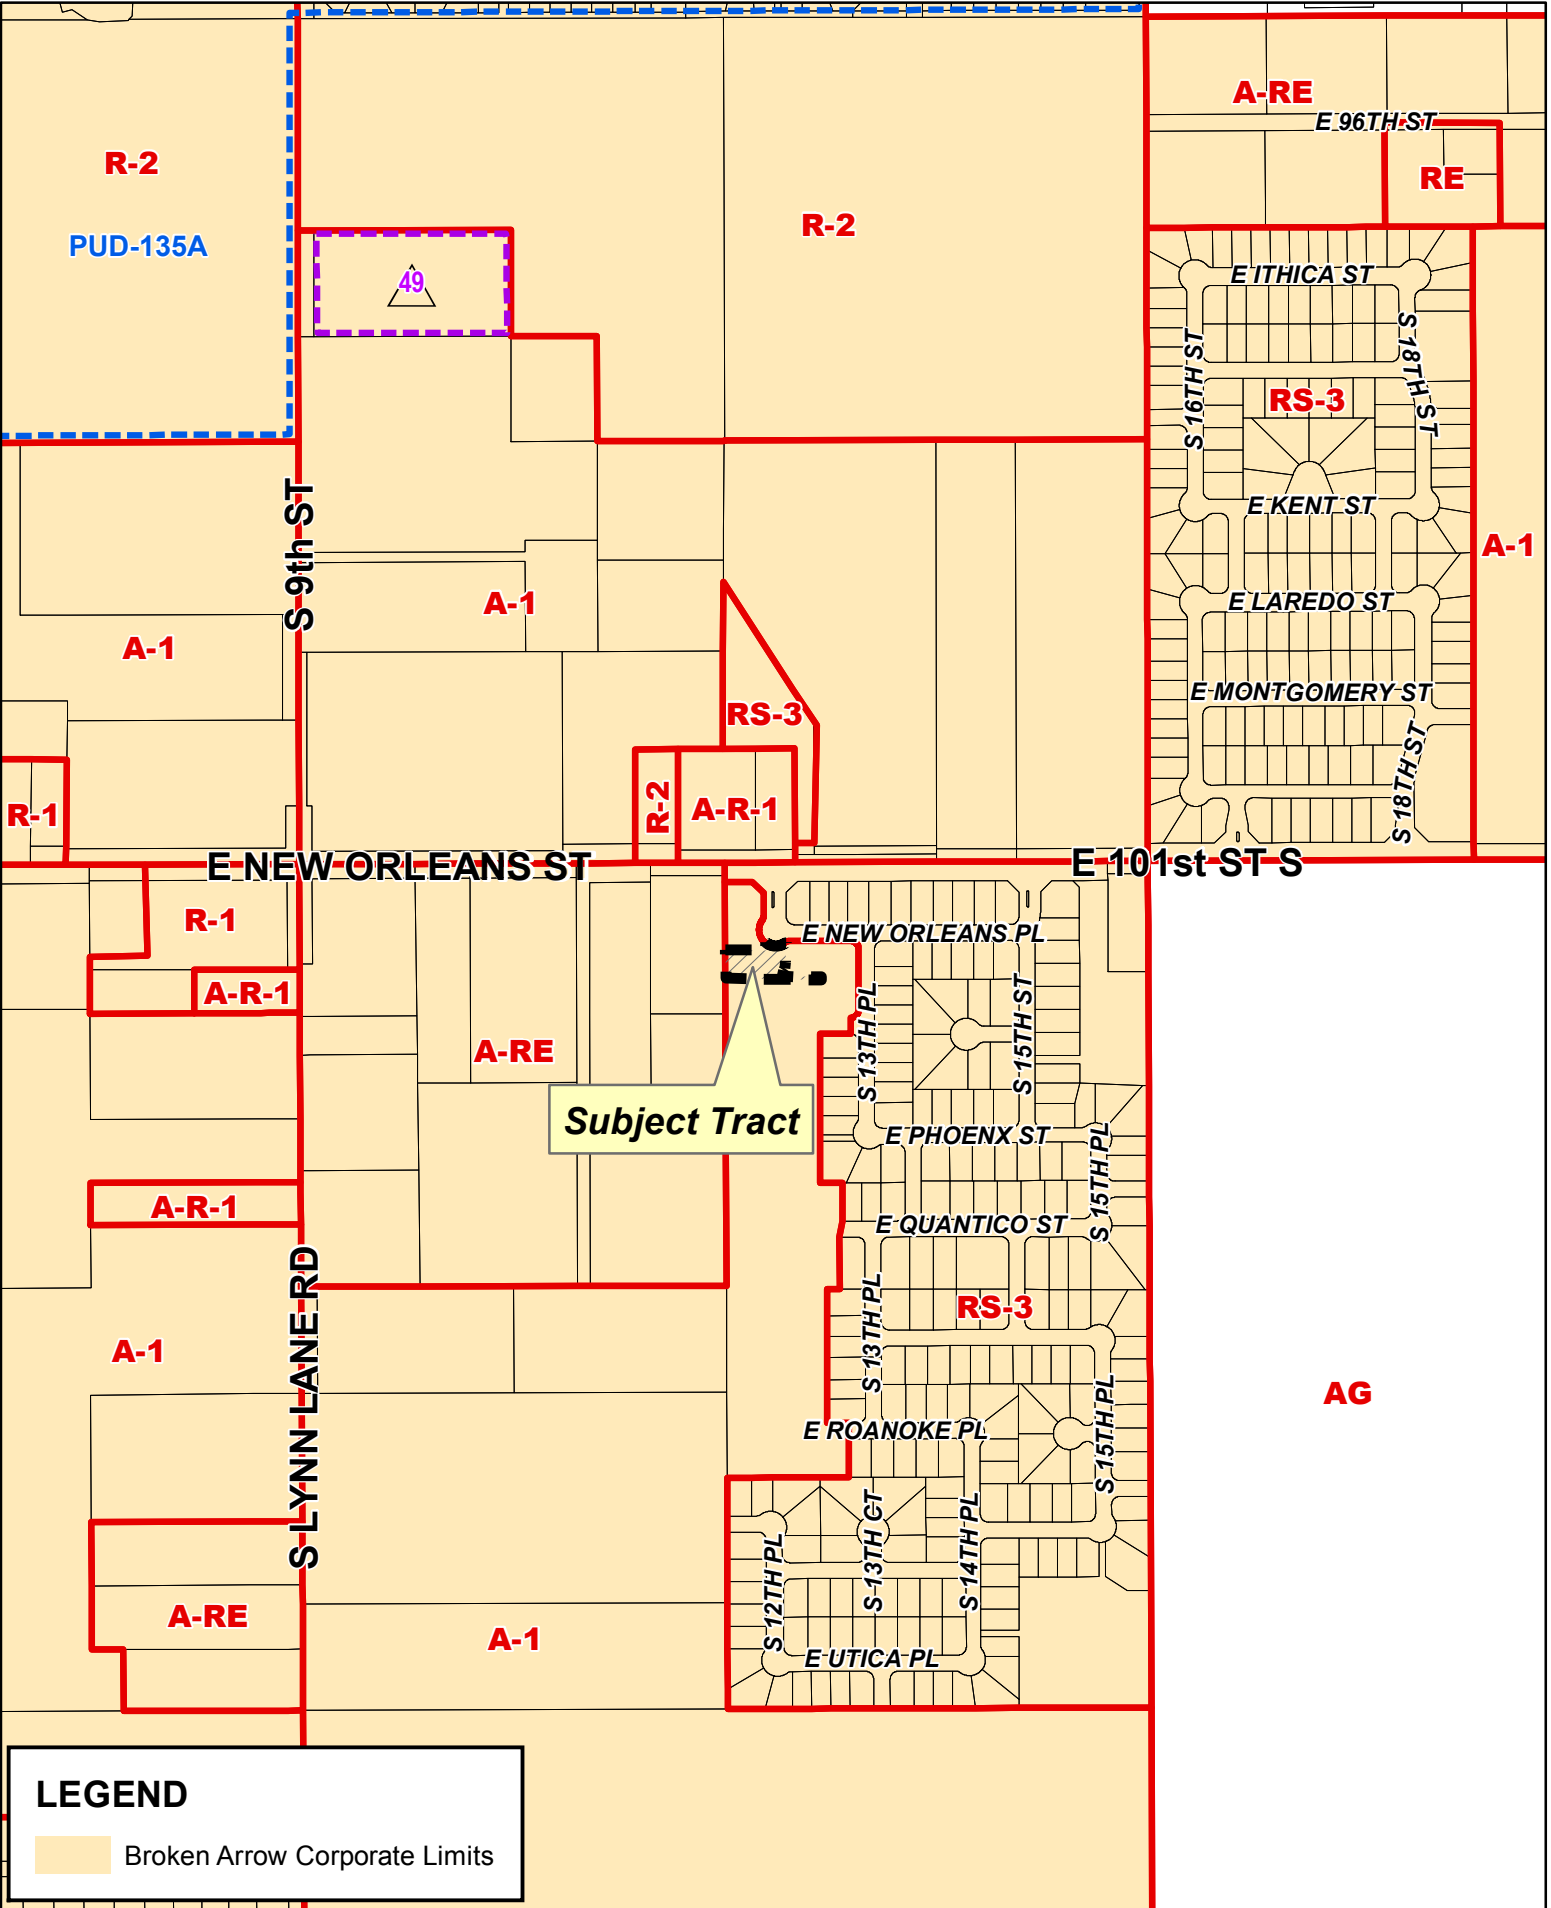 A-RE
E 96TH ST
R-2
RE
R-2
PUD-135A
49
E ITHICA ST
S 16TH ST
S 18TH ST
RS-3
E KENT ST
S 9th ST
A-1
A-1
E LAREDO ST
A-1
E MONTGOMERY ST
RS-3
S 18TH ST
R-1
R-2
A-R-1
E NEW ORLEANS ST
E 101st ST S
R-1
E NEW ORLEANS PL
A-R-1
S 13TH PL
S 15TH ST
A-RE
Subject Tract
E PHOENX ST
S 15TH PL
A-R-1
E QUANTICO ST
S 13TH PL
RS-3
A-1
S LYNN LANE RD
AG
E ROANOKE PL
S 15TH PL
S 12TH PL
S 13TH CT
S 14TH PL
A-RE
A-1
E UTICA PL
LEGEND
Broken Arrow Corporate Limits